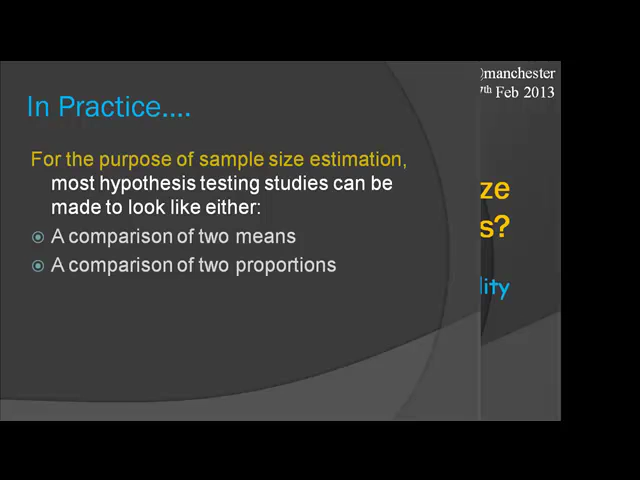 In Practice....
For the purpose of sample size estimation,
most hypothesis testing studies can be
made to look like either:
A comparison of two means
A comparison of two proportions
manchester
7th Feb 2013
ze
s?
lity